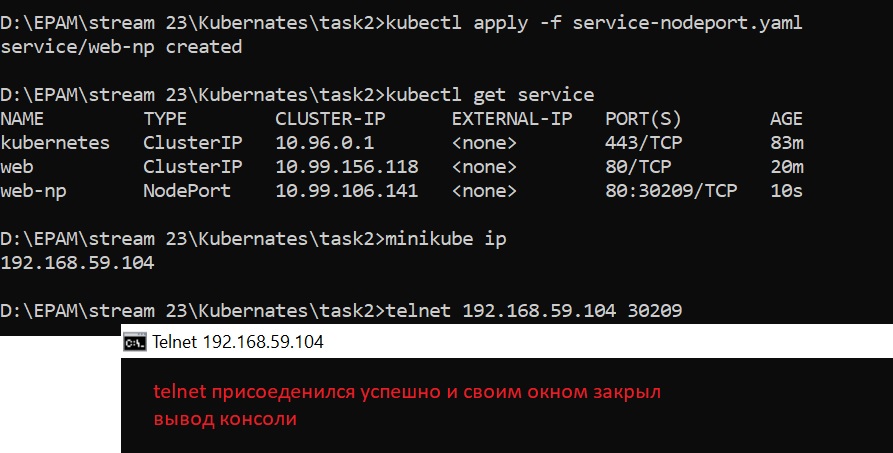 D:\EPAM\stream 23\Kubernates\task2>kubectl apply -f service-nodeport.yaml
service/web-np created
D:\EPAM\stream 23\Kubernates\task2>kubectl get service
NAME TYPE CLUSTER-IP EXTERNAL-IP PORT(S) AGE
kubernetes ClusterIP 10.96.0.1 <none> 443/TCP 83m
web ClusterIP 10.99.156.118 <none> 80/TCP 20m
web-np NodePort 10.99.106.141 <none> 80:30209/TCP 10s
D:\EPAM\stream 23\Kubernates\task2>minikube ip
192.168.59.104
D:\EPAM\stream 23\Kubernates\task2>telnet 192.168.59.104 30209
C:\. Telnet 192.168.59.104
telnet присоеденился успешно и своим окном закрыл
вывод консоли